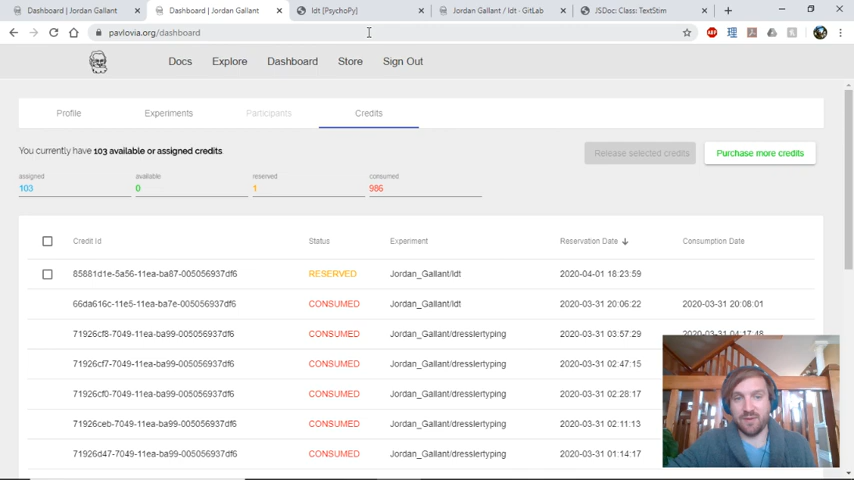 Dashboard | Jordan Gallant
Dashboard | Jordan Gallant
ldt [PsychoPy]
Jordan Gallant / ldt · GitLab
JSDoc: Class: TextStim
pavlovia.org/dashboard
Docs Explore Dashboard Store Sign Out
Profile Experiments Participants Credits
You currently have 103 available or assigned credits.
Release selected credits
Purchase more credits
assigned available reserved consumed
103 0 1 986
Credit Id Status Experiment Reservation Date Consumption Date
85881d1e-5a56-11ea-ba87-005056937df6 RESERVED Jordan_Gallant/ldt 2020-04-01 18:23:59
66da616c-11e5-11ea-ba7e-005056937df6 CONSUMED Jordan_Gallant/ldt 2020-03-31 20:06:22 2020-03-31 20:08:01
71926cf8-7049-11ea-ba99-005056937df6 CONSUMED Jordan_Gallant/dresslertyping 2020-03-31 03:57:29 2020-03-31 04:17:48
71926cf7-7049-11ea-ba99-005056937df6 CONSUMED Jordan_Gallant/dresslertyping 2020-03-31 02:47:15
71926cf0-7049-11ea-ba99-005056937df6 CONSUMED Jordan_Gallant/dresslertyping 2020-03-31 02:28:17
71926ceb-7049-11ea-ba99-005056937df6 CONSUMED Jordan_Gallant/dresslertyping 2020-03-31 02:11:13
71926d47-7049-11ea-ba99-005056937df6 CONSUMED Jordan_Gallant/dresslertyping 2020-03-31 01:14:17